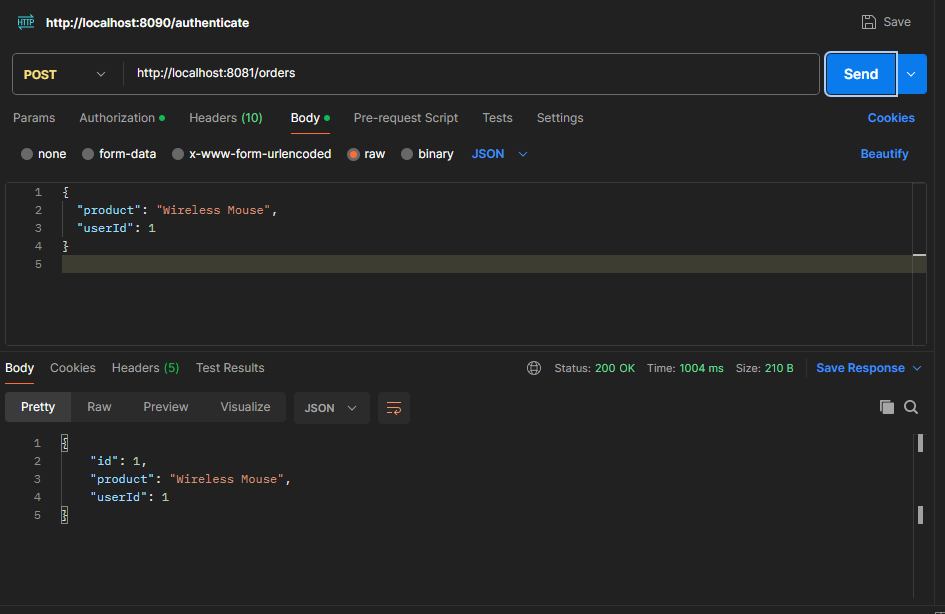 HTTP http://localhost:8090/authenticate Save
POST http://localhost:8081/orders Send
Params Authorization Headers (10) Body Pre-request Script Tests Settings Cookies
none form-data x-www-form-urlencoded raw binary JSON Beautify
1 {
2 "product": "Wireless Mouse",
3 "userId": 1
4 }
5
Body Cookies Headers (5) Test Results Status: 200 OK Time: 1004 ms Size: 210 B Save Response
Pretty Raw Preview Visualize JSON
1 {
2 "id": 1,
3 "product": "Wireless Mouse",
4 "userId": 1
5 }